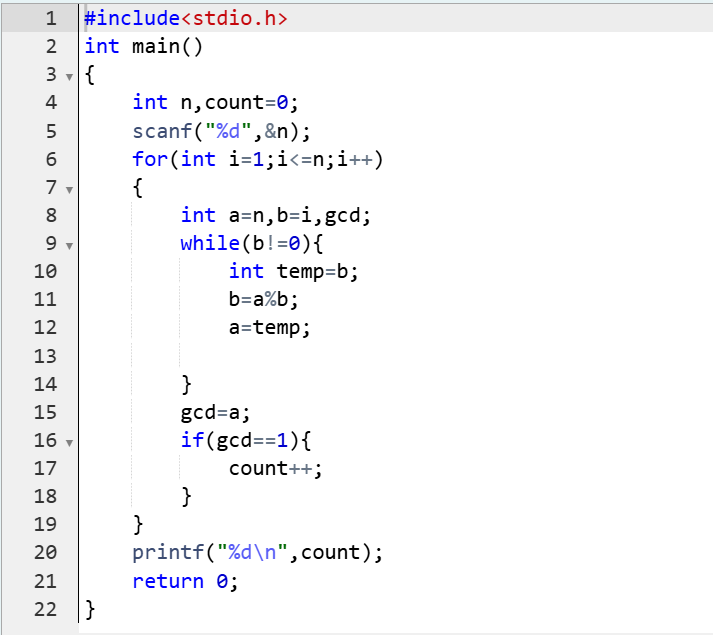 1 #include<stdio.h>
2 int main()
3 {
4     int n,count=0;
5     scanf("%d",&n);
6     for(int i=1;i<=n;i++)
7     {
8         int a=n,b=i,gcd;
9         while(b!=0){
10             int temp=b;
11             b=a%b;
12             a=temp;
13
14         }
15         gcd=a;
16         if(gcd==1){
17             count++;
18         }
19     }
20     printf("%d\n",count);
21     return 0;
22 }